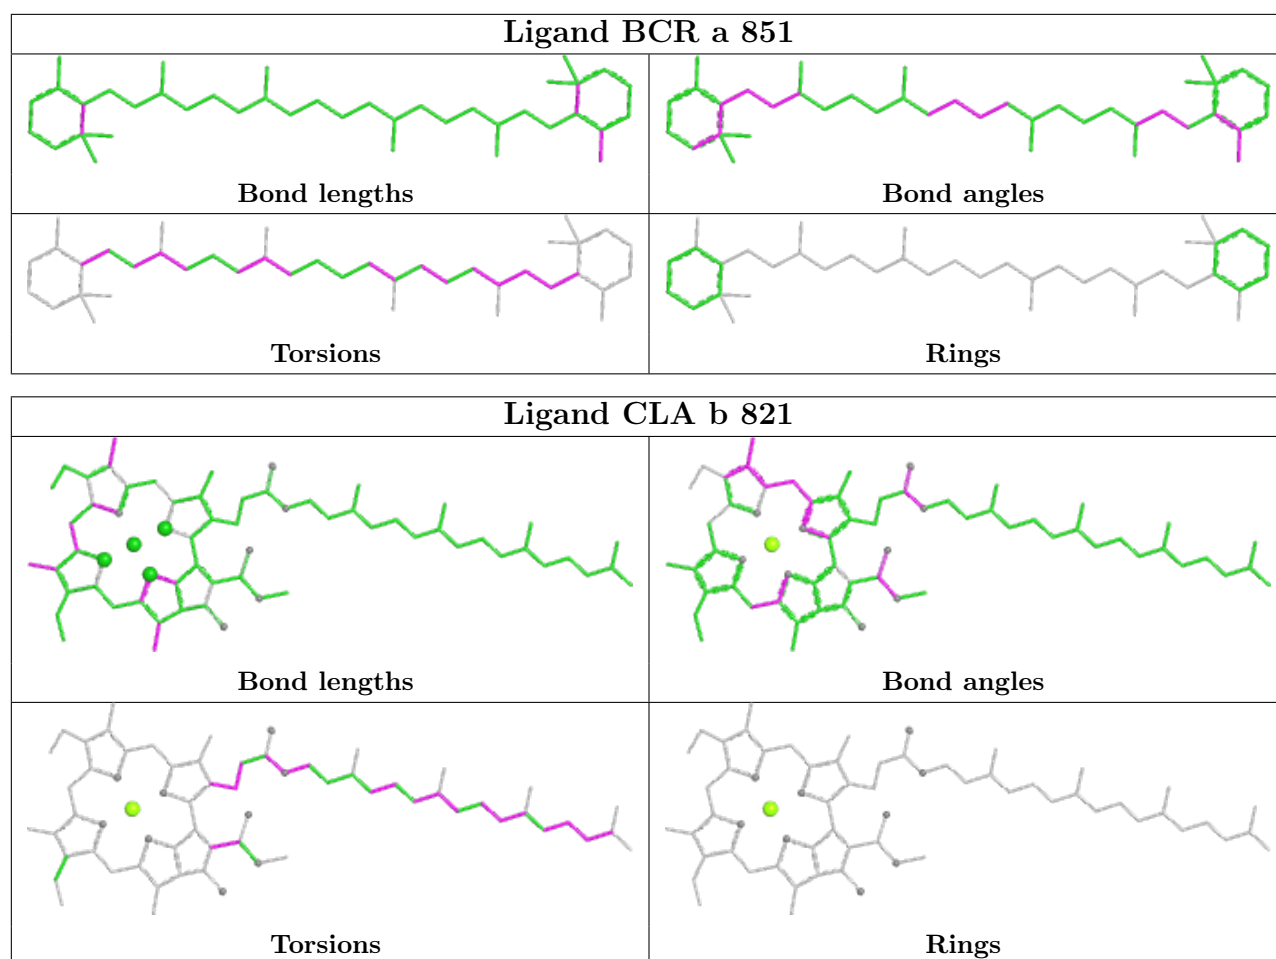 Ligand BCR a 851
Bond lengths
Bond angles
Torsions
Rings
Ligand CLA b 821
Bond lengths
Bond angles
Torsions
Rings